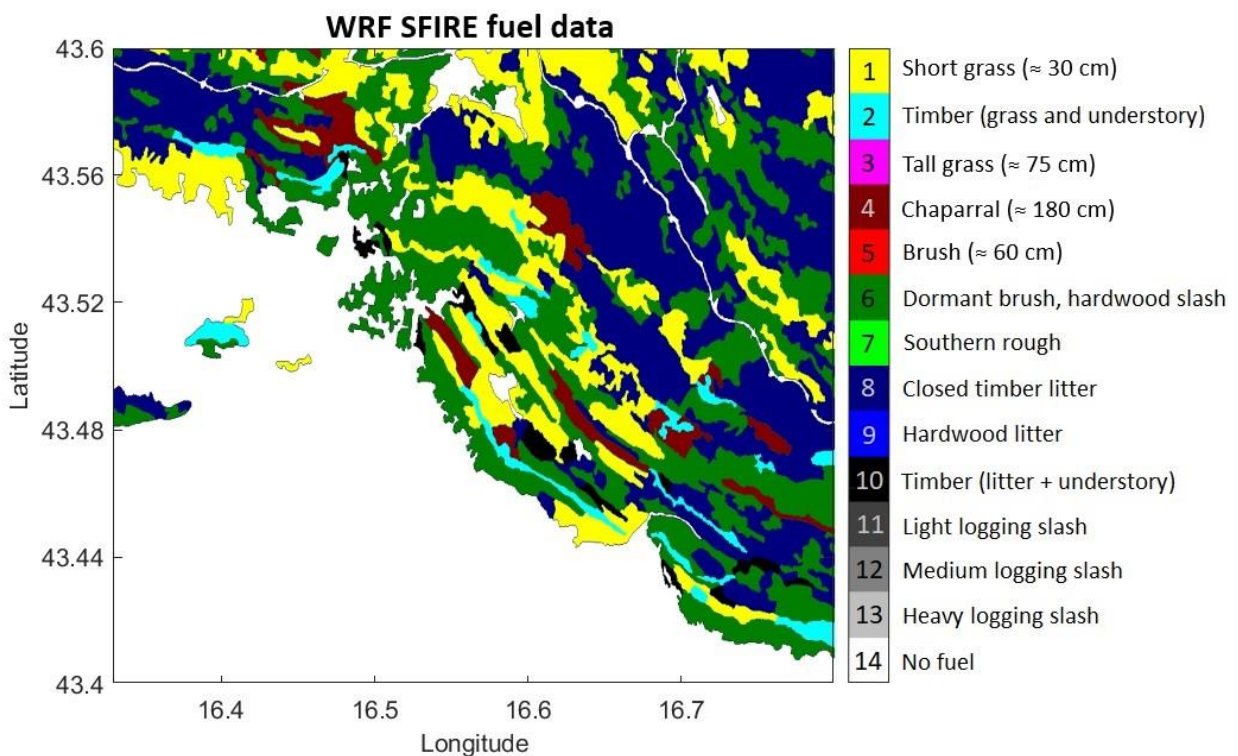 WRF SFIRE fuel data
43.6
43.56
43.52
43.48
43.44
43.4
Latitude
16.4
16.5
16.6
16.7
Longitude
1 Short grass (≈ 30 cm)
2 Timber (grass and understory)
3 Tall grass (≈ 75 cm)
4 Chaparral (≈ 180 cm)
5 Brush (≈ 60 cm)
6 Dormant brush, hardwood slash
7 Southern rough
8 Closed timber litter
9 Hardwood litter
10 Timber (litter + understory)
11 Light logging slash
12 Medium logging slash
13 Heavy logging slash
14 No fuel